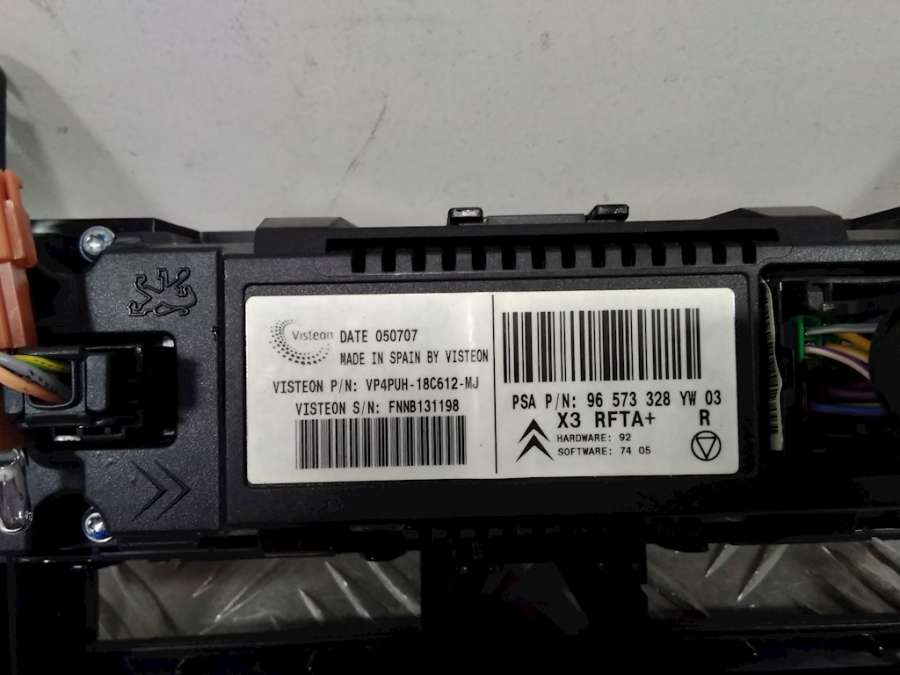 Visteon
DATE 050707
MADE IN SPAIN BY VISTEON
VISTEON P/N: VP4PUH-18C612-MJ
VISTEON S/N: FNNB131198
PSA P/N: 96 573 328 YW 03
X3 RFTA+ R
HARDWARE: 92
SOFTWARE: 74 05